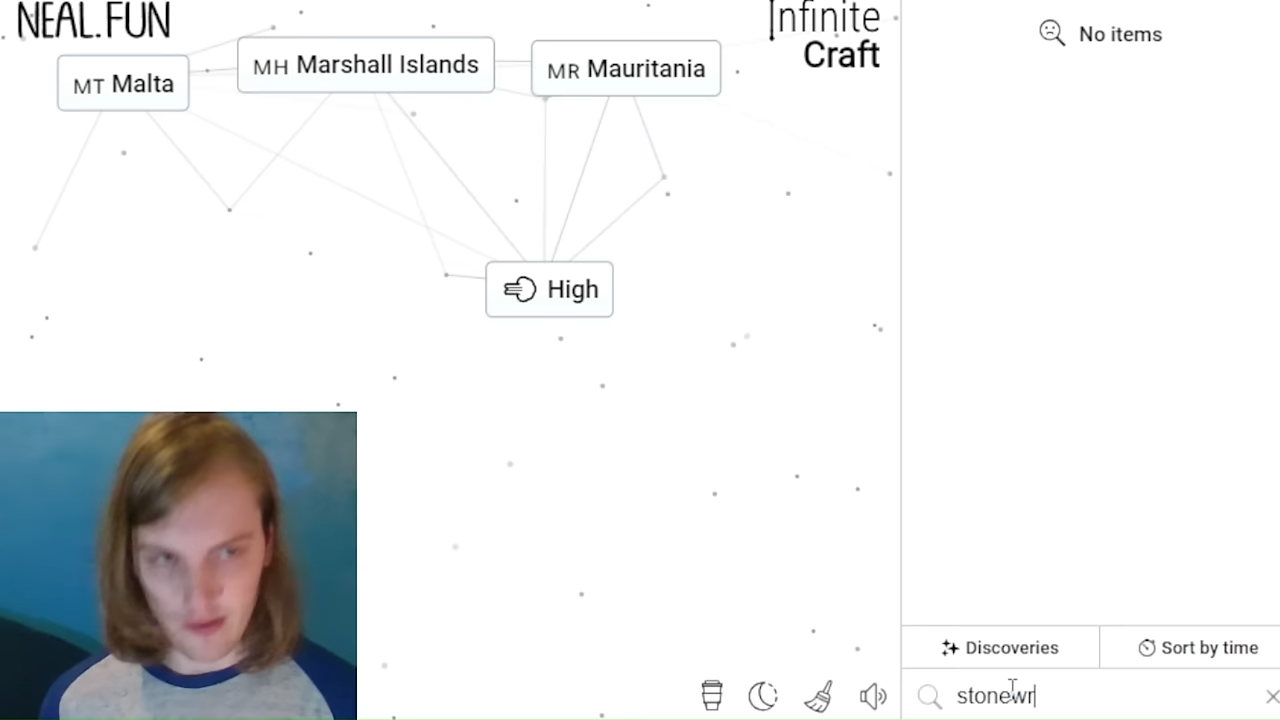 NEAL.FUN
Infinite
Craft
MT Malta
MH Marshall Islands
MR Mauritania
High
No items
Discoveries
Sort by time
stonewr